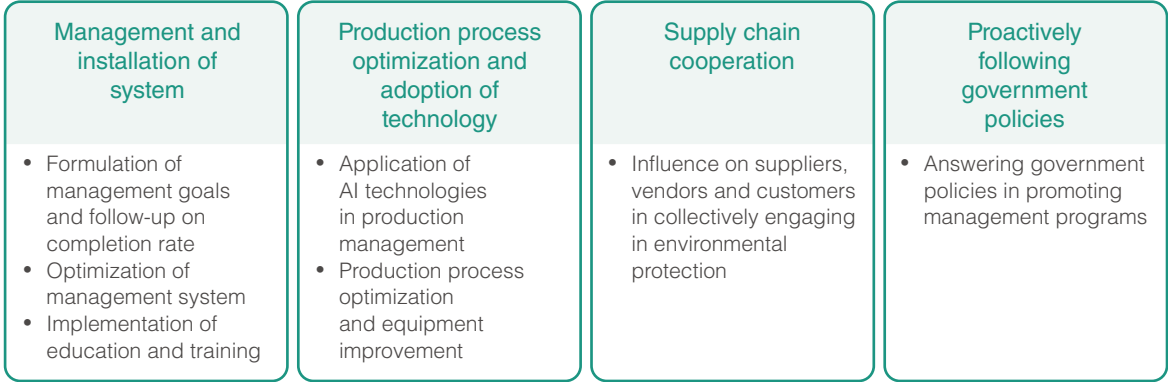 Management and
installation of
system
• Formulation of
management goals
and follow-up on
completion rate
• Optimization of
management system
• Implementation of
education and training
Production process
optimization and
adoption of
technology
• Application of
AI technologies
in production
management
• Production process
optimization
and equipment
improvement
Supply chain
cooperation
• Influence on suppliers,
vendors and customers
in collectively engaging
in environmental
protection
Proactively
following
government
policies
• Answering government
policies in promoting
management programs